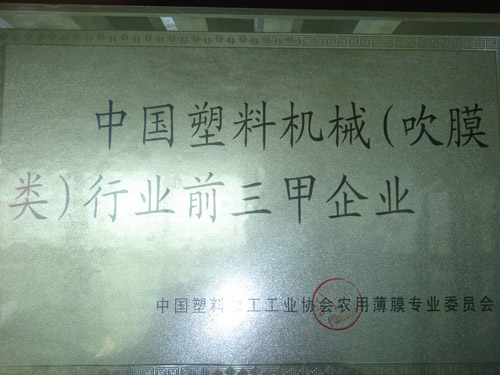 中国塑料机械(吹膜
类)行业前三甲企业
中国塑料加工工业协会农用薄膜专业委员会